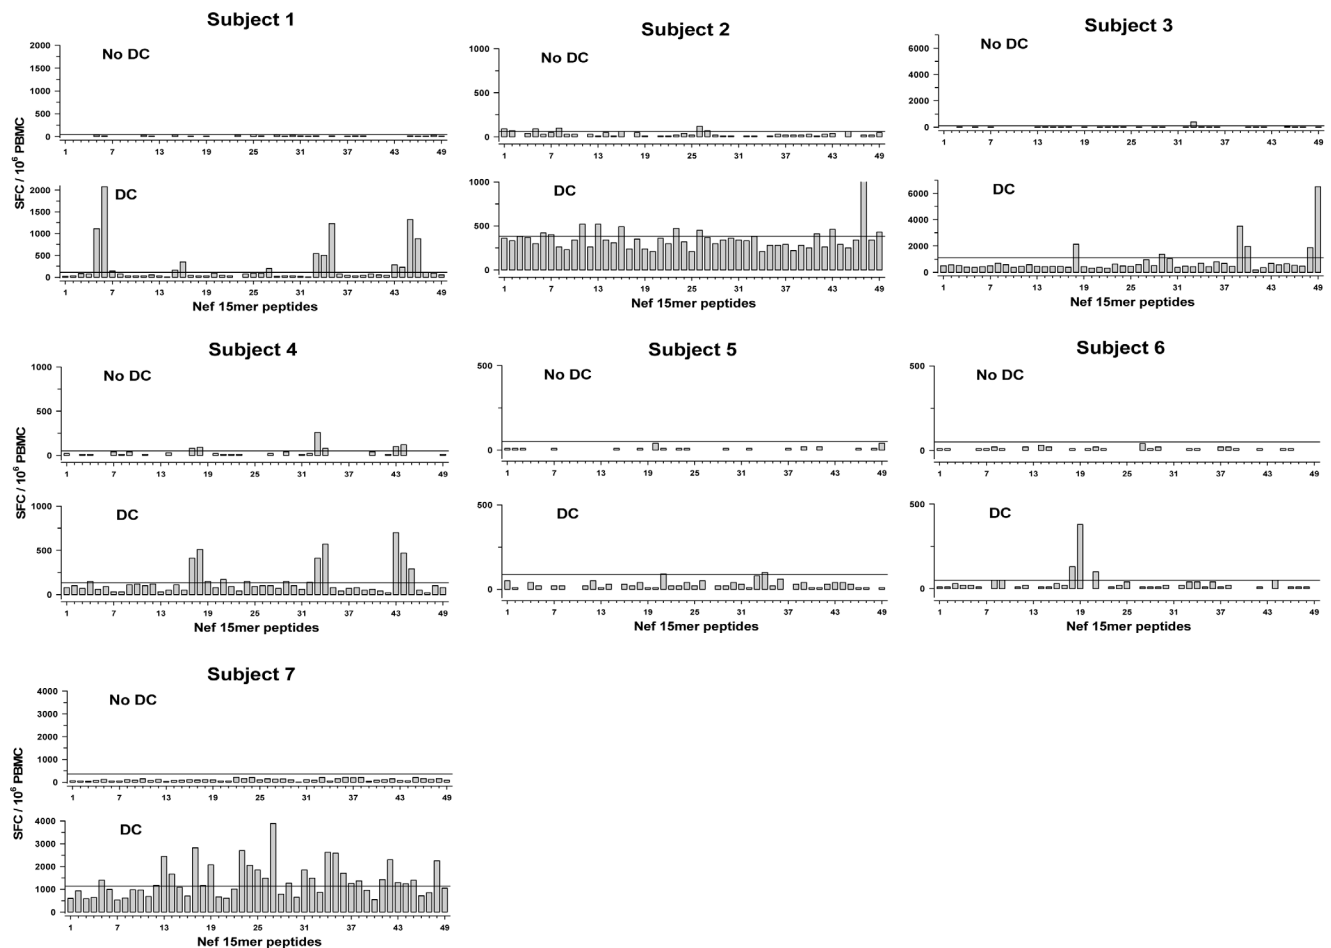 Subject 1
No DC
2000
1500
1000
500
0
1 7 13 19 25 31 37 43 49
SFC / 10⁶ PBMC
DC
2000
1500
1000
500
0
1 7 13 19 25 31 37 43 49
Nef 15mer peptides
Subject 2
No DC
1000
500
0
1 7 13 19 25 31 37 43 49
DC
1000
500
0
1 7 13 19 25 31 37 43 49
Nef 15mer peptides
Subject 3
No DC
6000
4000
2000
0
1 7 13 19 25 31 37 43 49
DC
6000
4000
2000
0
1 7 13 19 25 31 37 43 49
Nef 15mer peptides
Subject 4
No DC
1000
500
0
1 7 13 19 25 31 37 43 49
SFC / 10⁶ PBMC
DC
1000
500
0
1 7 13 19 25 31 37 43 49
Nef 15mer peptides
Subject 5
No DC
500
0
1 7 13 19 25 31 37 43 49
DC
500
0
1 7 13 19 25 31 37 43 49
Nef 15mer peptides
Subject 6
No DC
500
0
1 7 13 19 25 31 37 43 49
DC
500
0
1 7 13 19 25 31 37 43 49
Nef 15mer peptides
Subject 7
No DC
4000
3000
2000
1000
0
1 7 13 19 25 31 37 43 49
SFC / 10⁶ PBMC
DC
4000
3000
2000
1000
0
1 7 13 19 25 31 37 43 49
Nef 15mer peptides